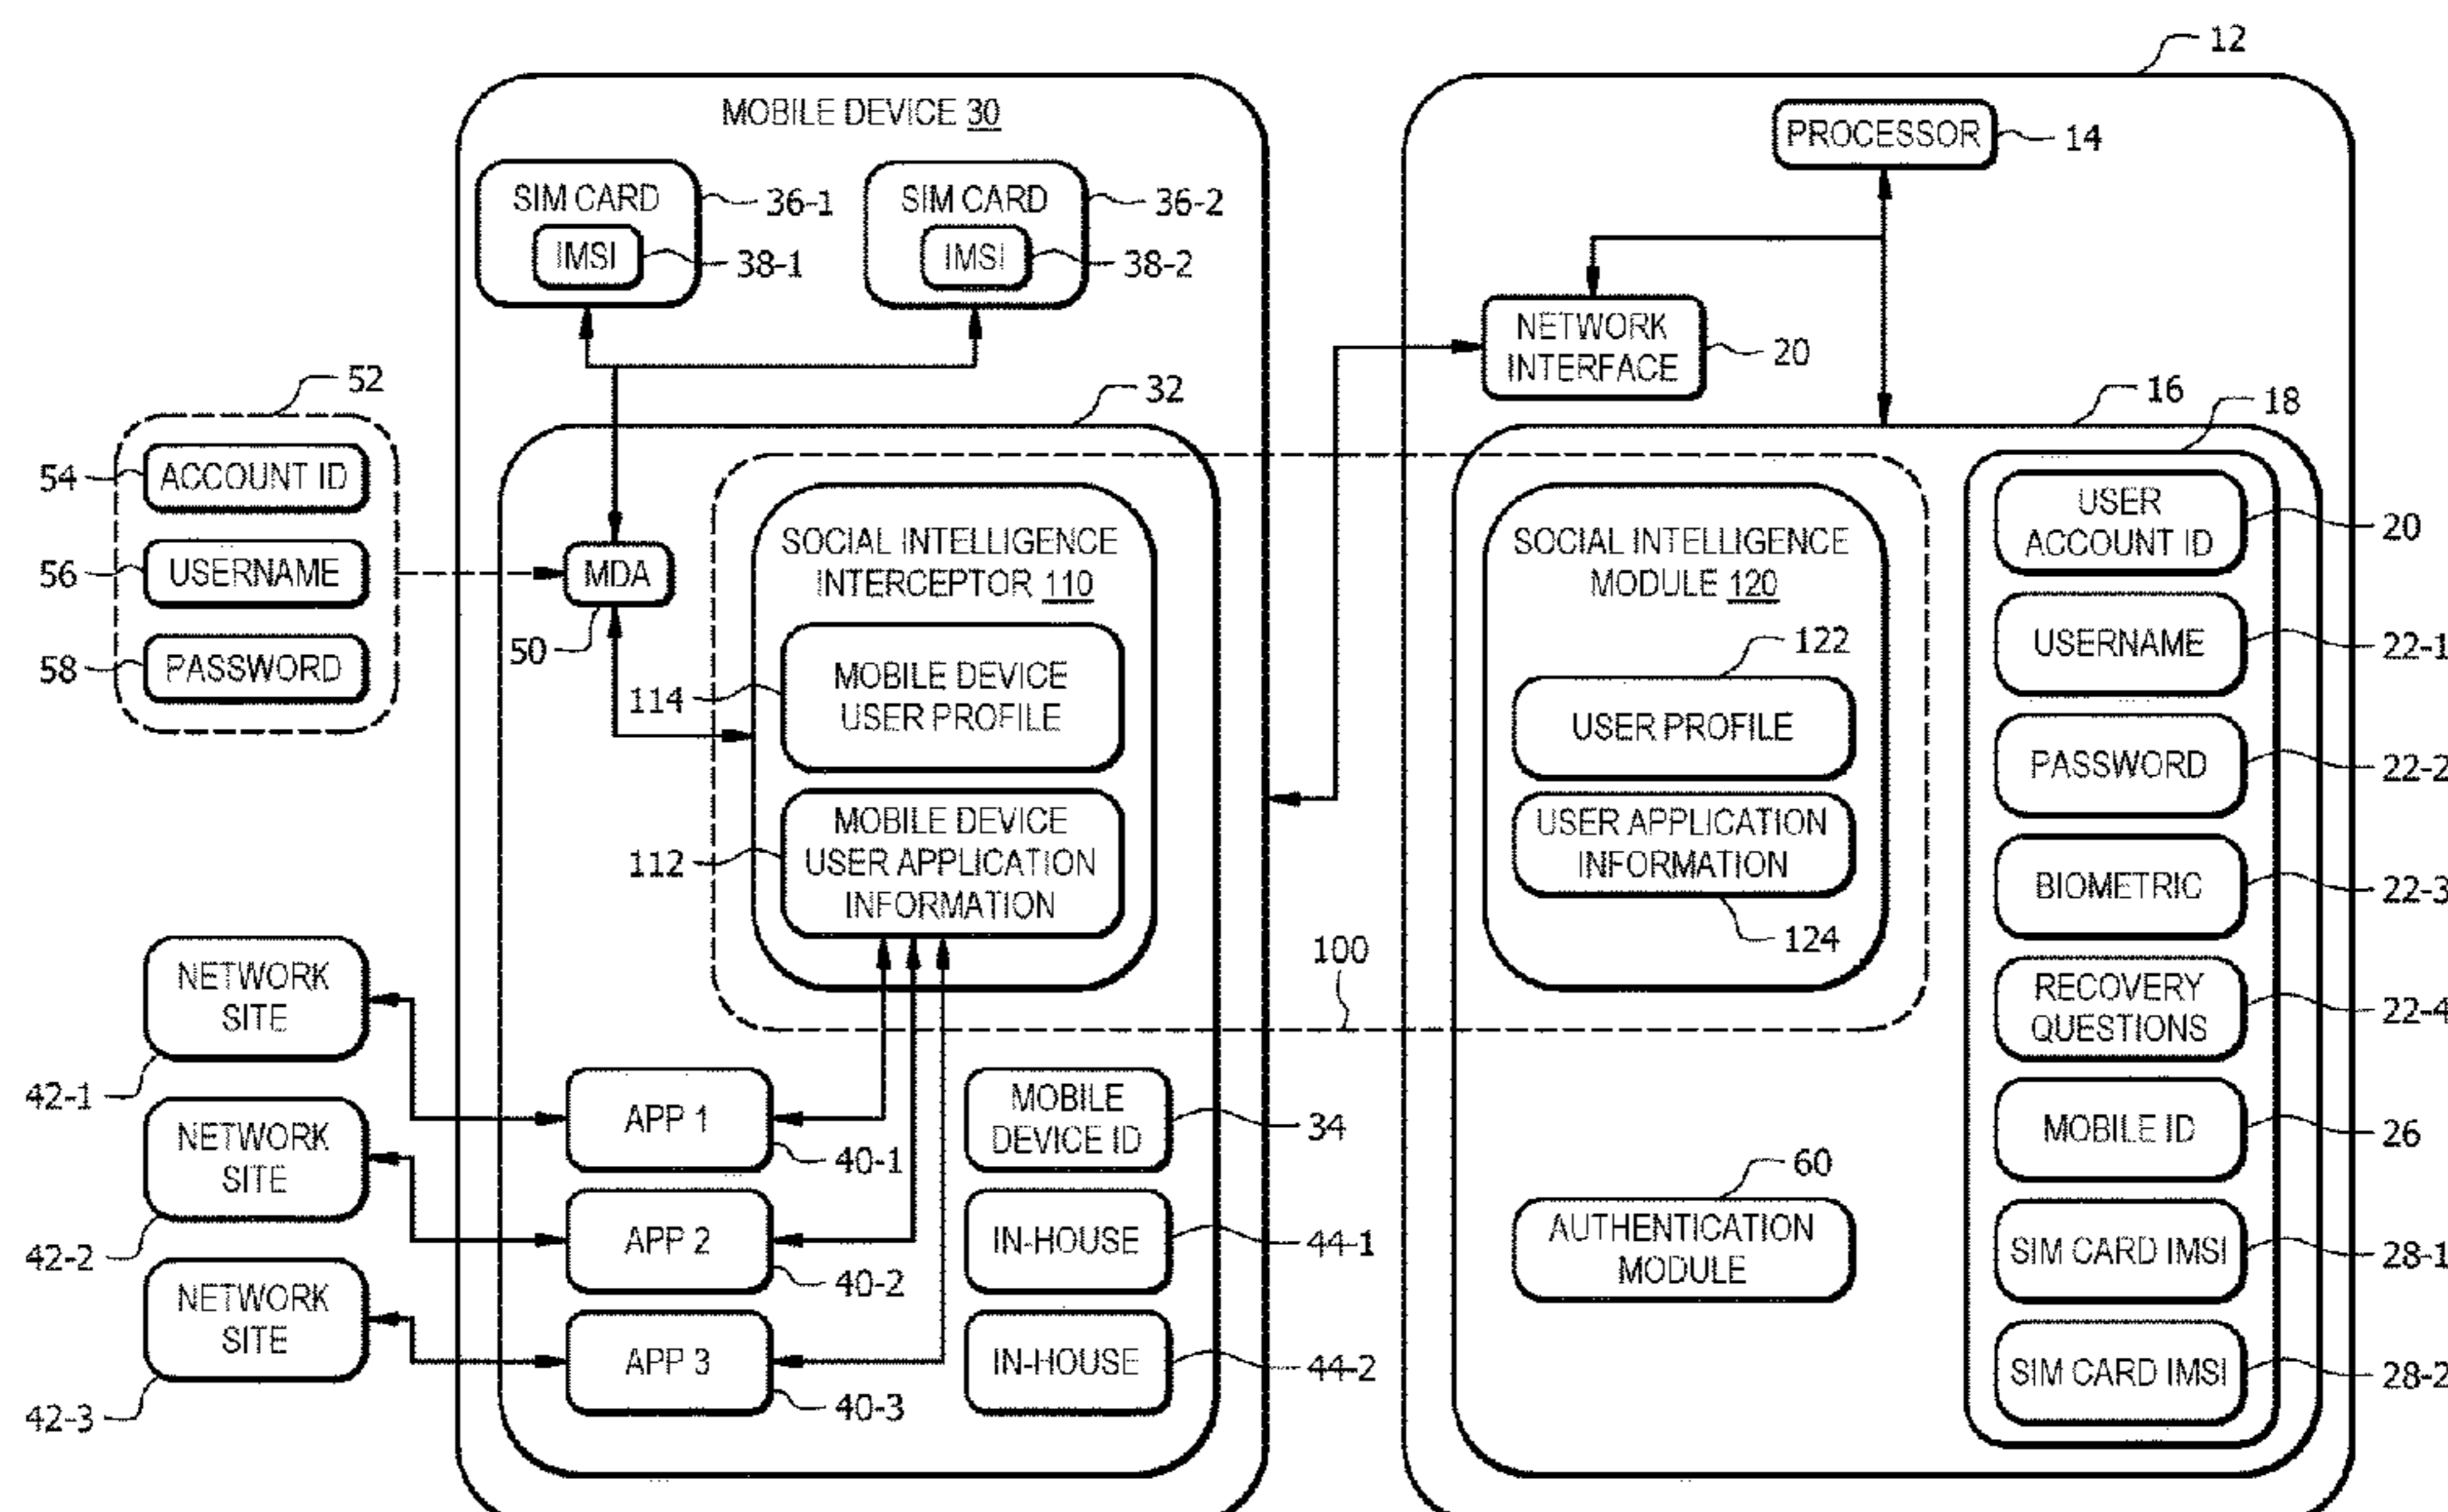 12
MOBILE DEVICE 30
PROCESSOR
14
SIM CARD
36-1
IMSI
38-1
SIM CARD
36-2
IMSI
38-2
NETWORK
INTERFACE
20
52
ACCOUNT ID
54
USERNAME
56
PASSWORD
58
32
MDA
50
SOCIAL INTELLIGENCE
INTERCEPTOR 110
MOBILE DEVICE
USER PROFILE
114
MOBILE DEVICE
USER APPLICATION
INFORMATION
112
100
NETWORK
SITE
42-1
NETWORK
SITE
42-2
NETWORK
SITE
42-3
APP 1
40-1
APP 2
40-2
APP 3
40-3
MOBILE
DEVICE ID
34
IN-HOUSE
44-1
IN-HOUSE
44-2
16
18
SOCIAL INTELLIGENCE
MODULE 120
122
USER PROFILE
USER APPLICATION
INFORMATION
124
60
AUTHENTICATION
MODULE
USER
ACCOUNT ID
20
USERNAME
22-1
PASSWORD
22-2
BIOMETRIC
22-3
RECOVERY
QUESTIONS
22-4
MOBILE ID
26
SIM CARD IMSI
28-1
SIM CARD IMSI
28-2